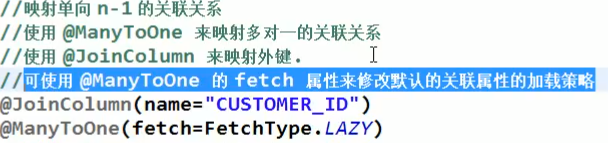 //映射单向 n-1 的关联关系
//使用 @ManyToOne 来映射多对一的关联关系
//使用 @JoinColumn 来映射外键.
//可使用 @ManyToOne 的 fetch 属性来修改默认的关联属性的加载策略
@JoinColumn(name="CUSTOMER_ID")
@ManyToOne(fetch=FetchType.LAZY)